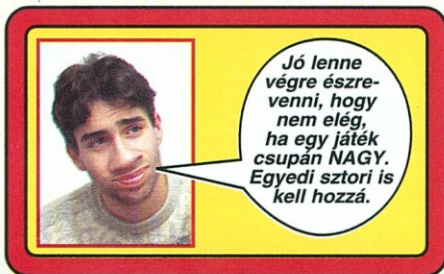 Jó lenne
végre észre-
venni, hogy
nem elég,
ha egy játék
csupán NAGY.
Egyedi sztori is
kell hozzá.